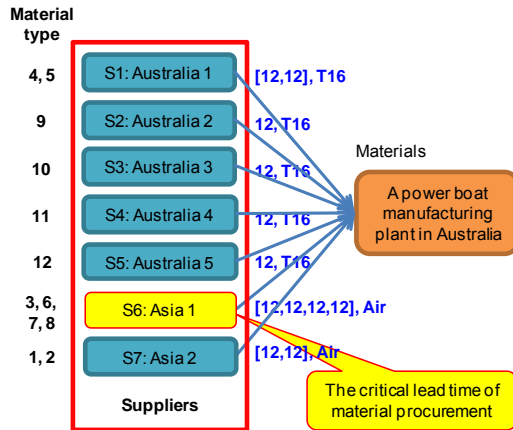 Material
type
4, 5
S1: Australia 1
[12,12], T16
9
S2: Australia 2
12, T16
10
S3: Australia 3
12, T16
Materials
A power boat
manufacturing
plant in Australia
11
S4: Australia 4
12, T16
12
S5: Australia 5
12, T16
3, 6,
7, 8
S6: Asia 1
[12,12,12,12], Air
1, 2
S7: Asia 2
[12,12], Air
The critical lead time of
material procurement
Suppliers